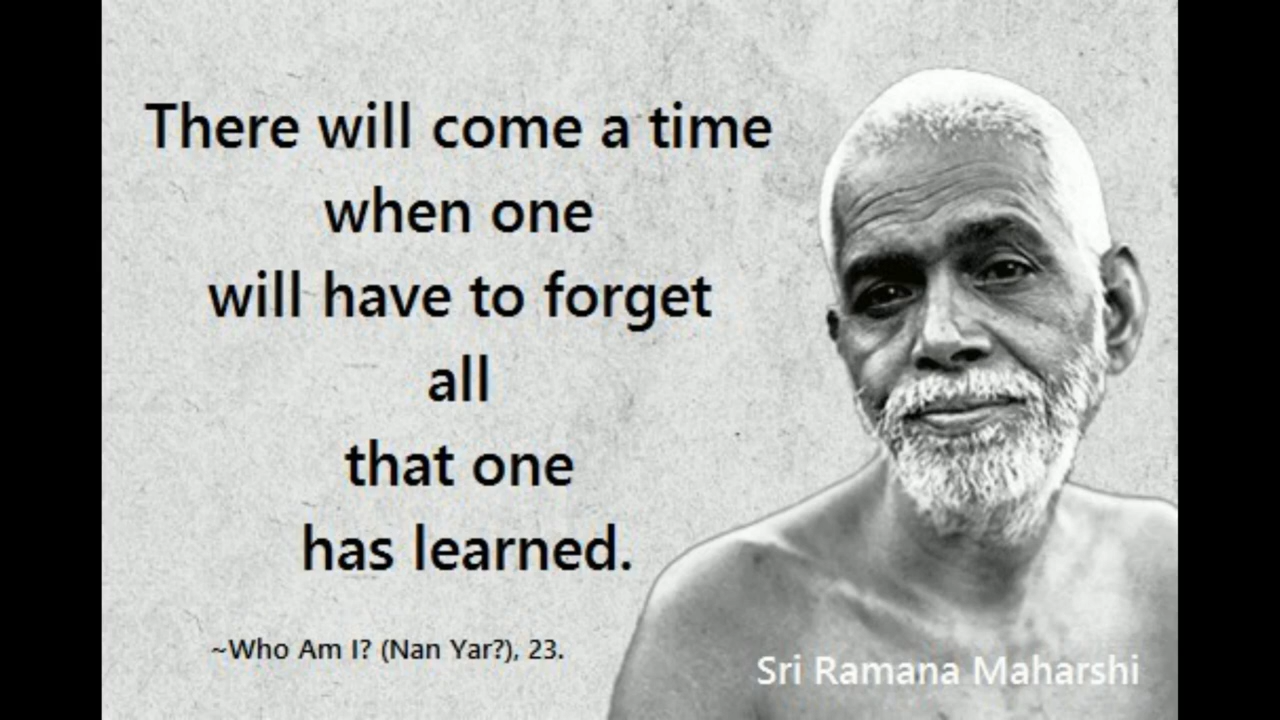 There will come a time
when one
will have to forget
all
that one
has learned.
~Who Am I? (Nan Yar?), 23.
Sri Ramana Maharshi